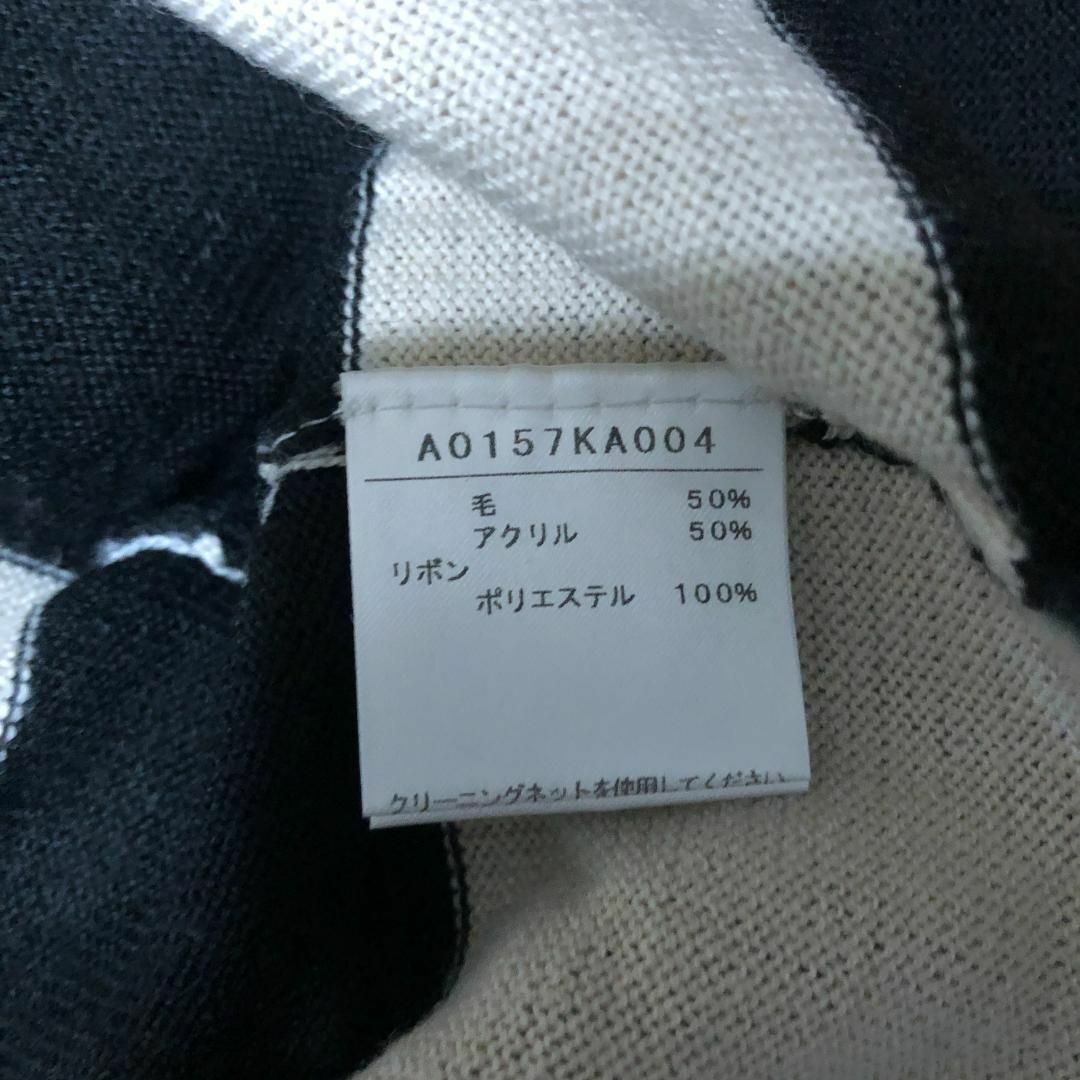 A0157KA004
毛 50%
アクリル 50%
リボン
ポリエステル 100%
クリーニングネットを使用してください